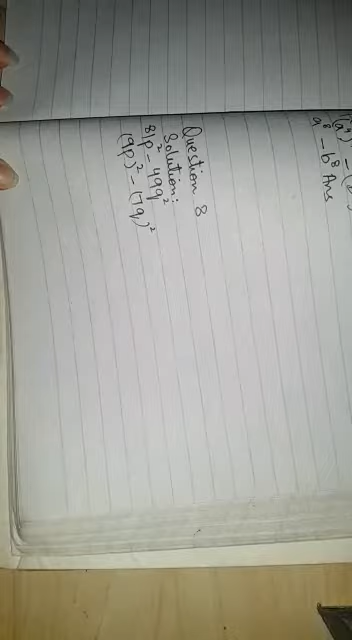 a⁸ - b⁸ Ans
Question 8
Solution:
81p² - 49q²
(9p)² - (7q)²